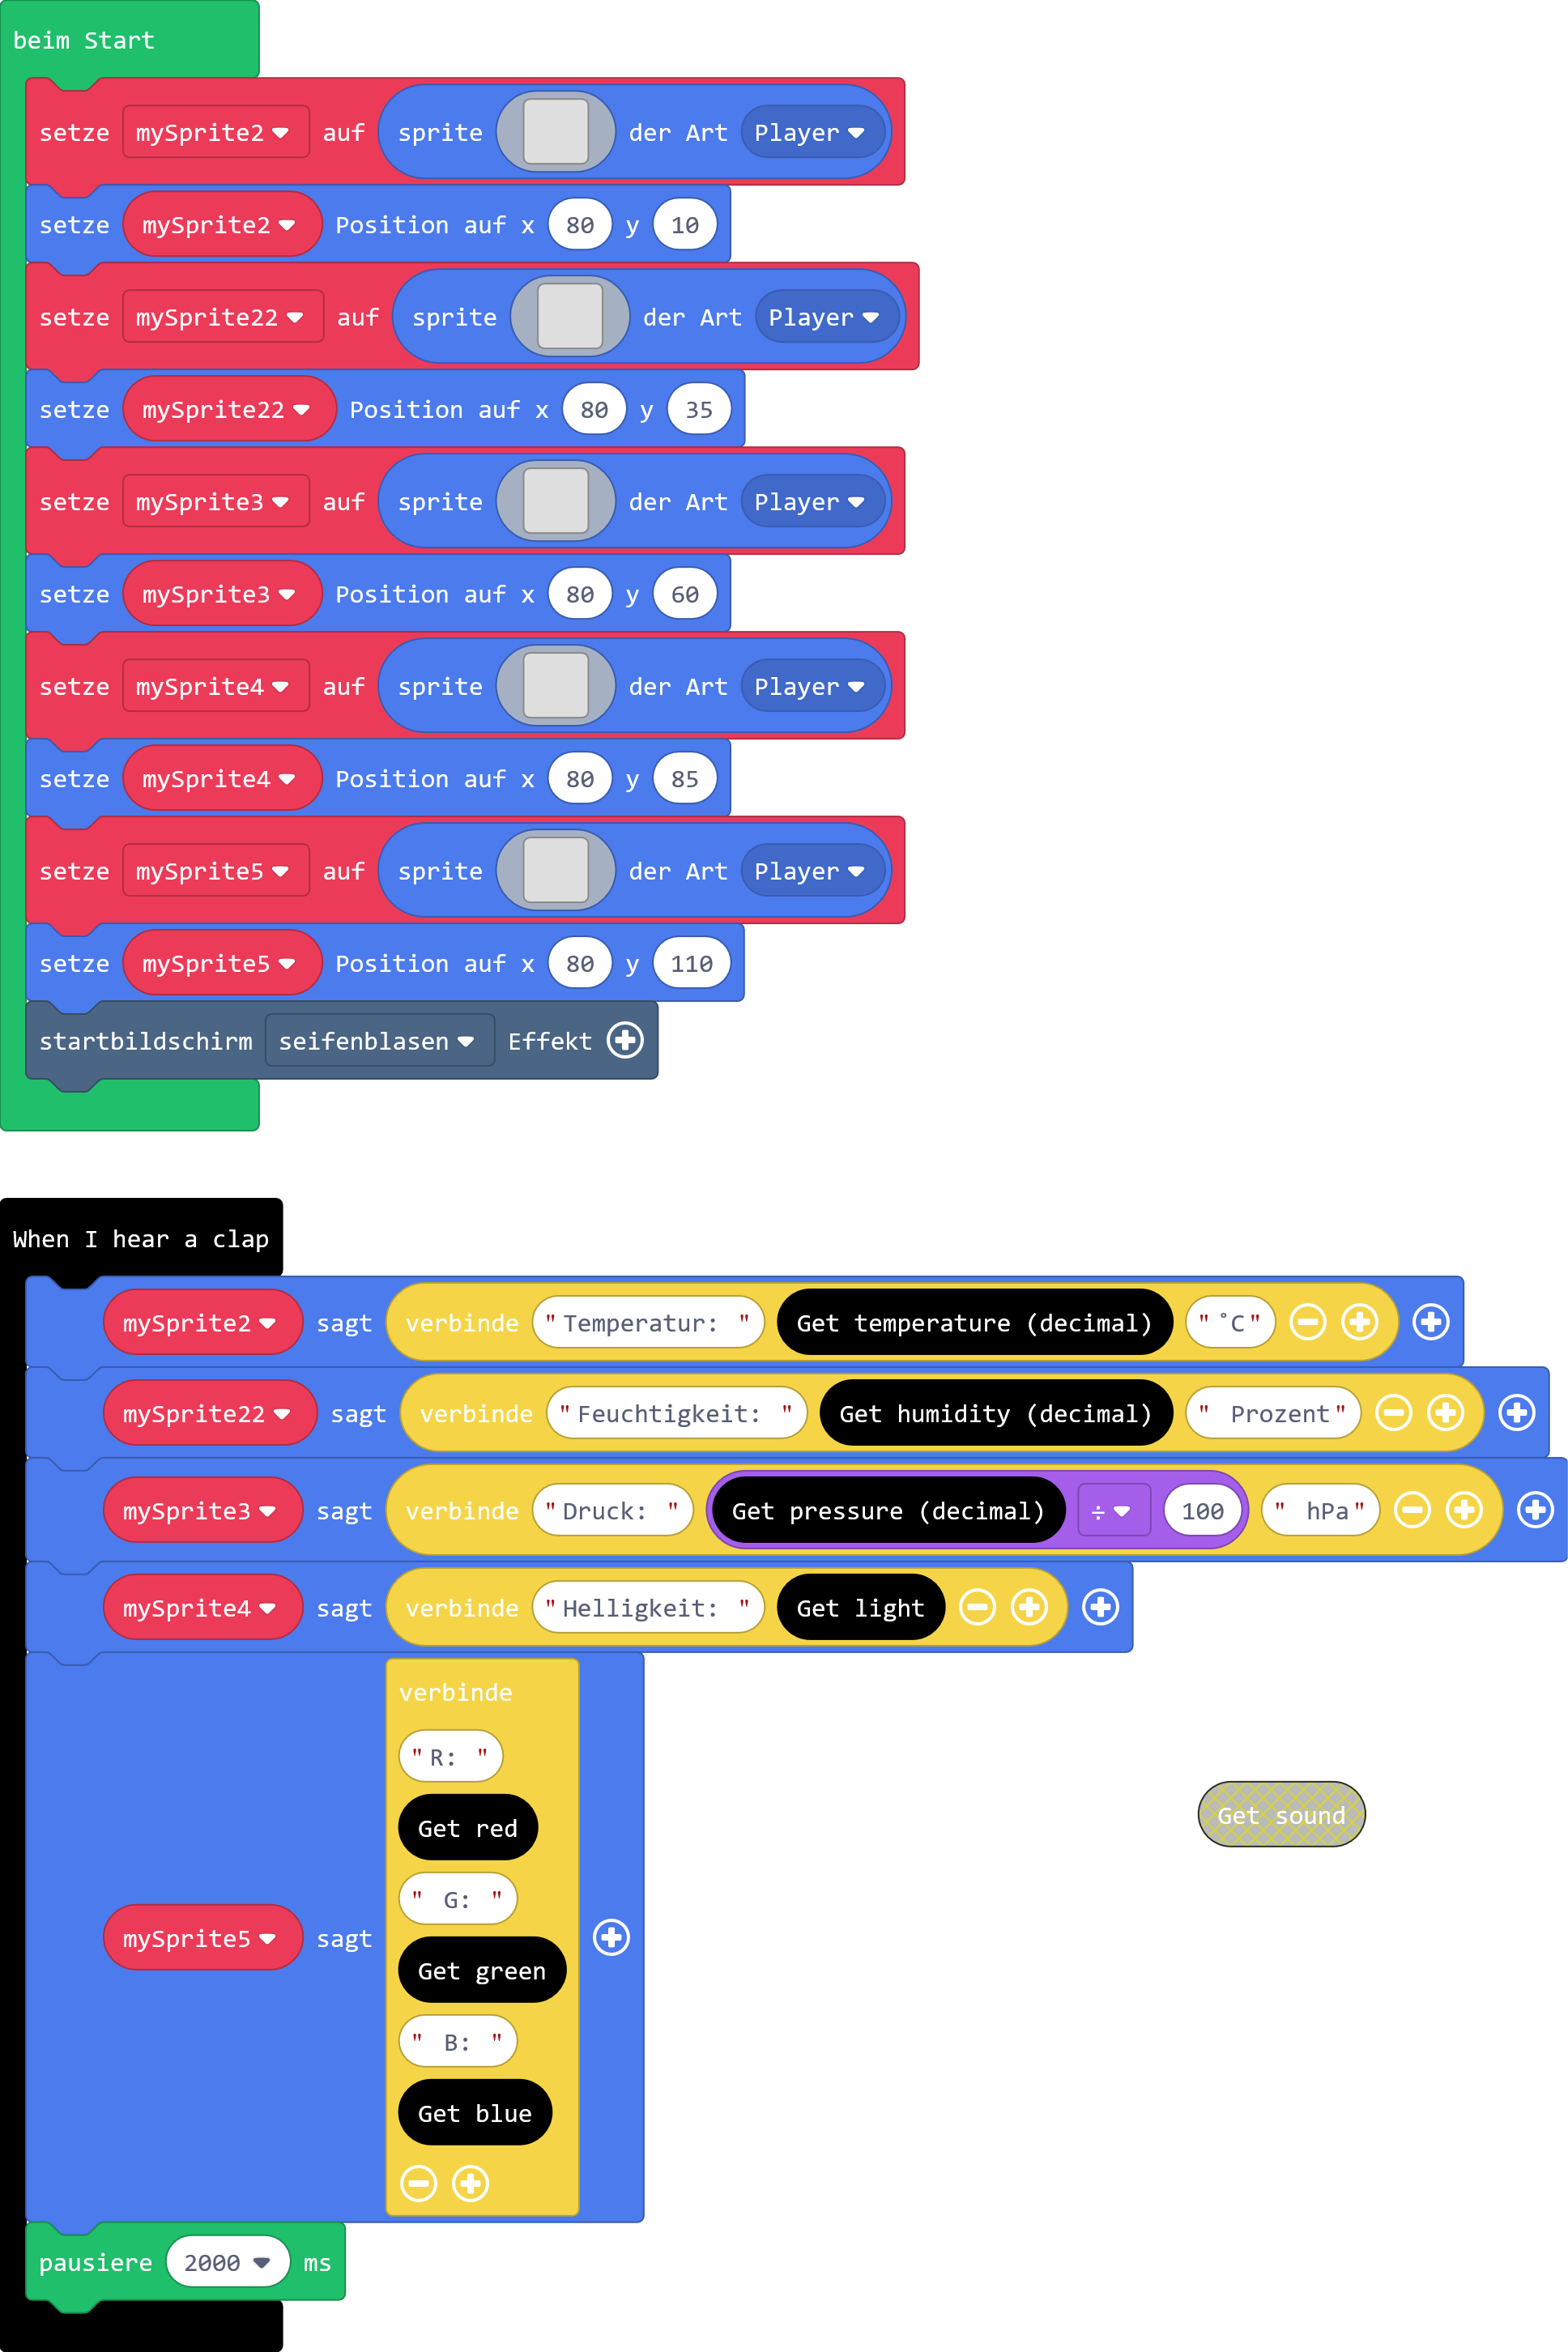 beim Start
setze mySprite2 auf sprite der Art Player
setze mySprite2 Position auf x 80 y 10
setze mySprite22 auf sprite der Art Player
setze mySprite22 Position auf x 80 y 35
setze mySprite3 auf sprite der Art Player
setze mySprite3 Position auf x 80 y 60
setze mySprite4 auf sprite der Art Player
setze mySprite4 Position auf x 80 y 85
setze mySprite5 auf sprite der Art Player
setze mySprite5 Position auf x 80 y 110
startbildschirm seifenblasen Effekt
When I hear a clap
mySprite2 sagt verbinde "Temperatur: " Get temperature (decimal) "˚C"
mySprite22 sagt verbinde "Feuchtigkeit: " Get humidity (decimal) " Prozent"
mySprite3 sagt verbinde "Druck: " Get pressure (decimal) ÷ 100 " hPa"
mySprite4 sagt verbinde "Helligkeit: " Get light
verbinde
"R: "
Get sound
Get red
" G: "
mySprite5 sagt
Get green
" B: "
Get blue
pausiere 2000 ms